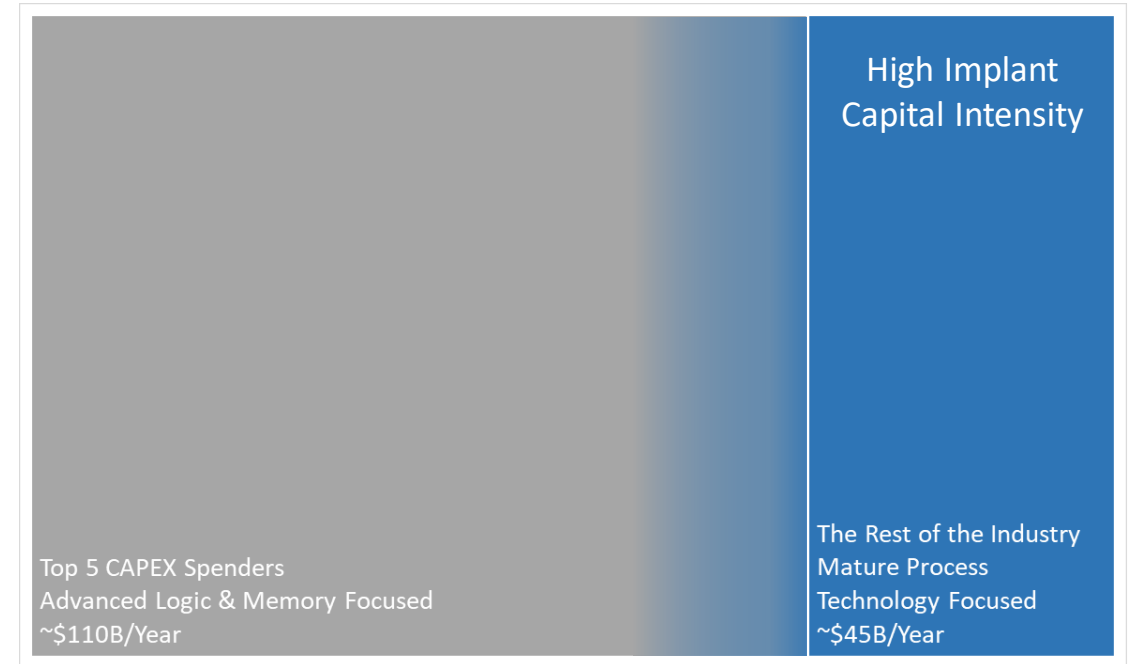 High Implant
Capital Intensity
Top 5 CAPEX Spenders
Advanced Logic & Memory Focused
~$110B/Year
The Rest of the Industry
Mature Process
Technology Focused
~$45B/Year